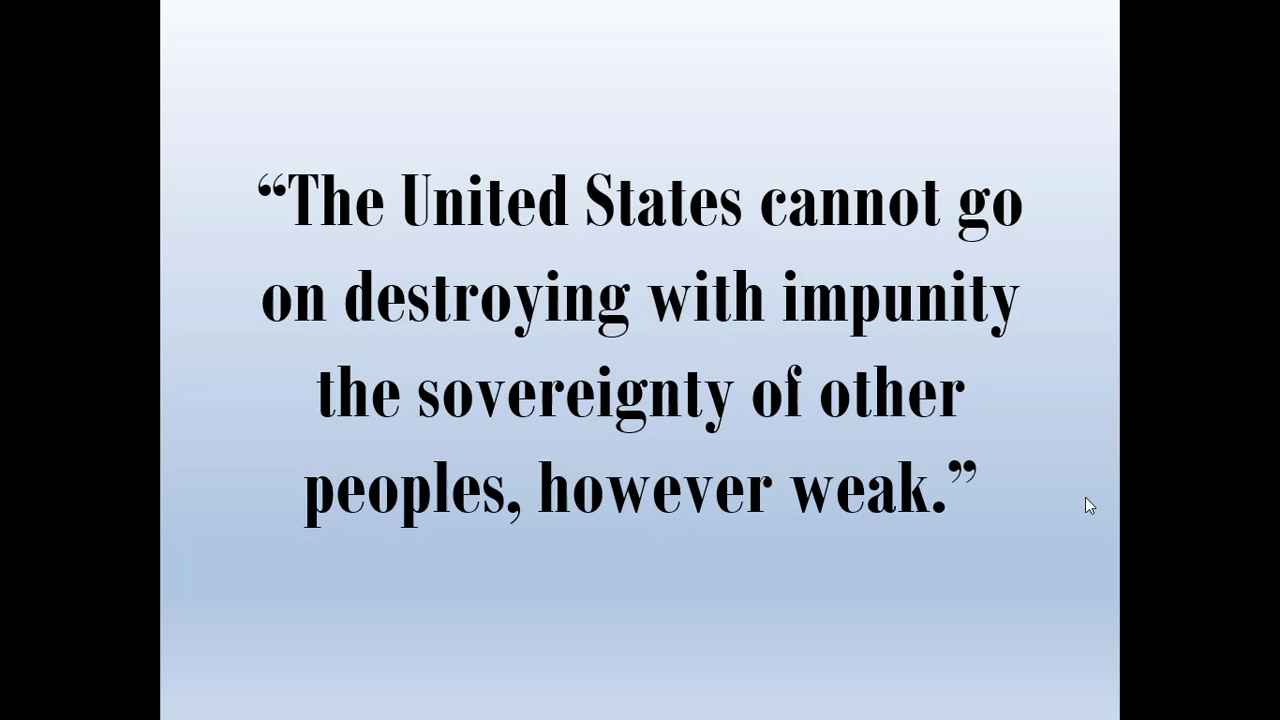 “The United States cannot go
on destroying with impunity
the sovereignty of other
peoples, however weak.”